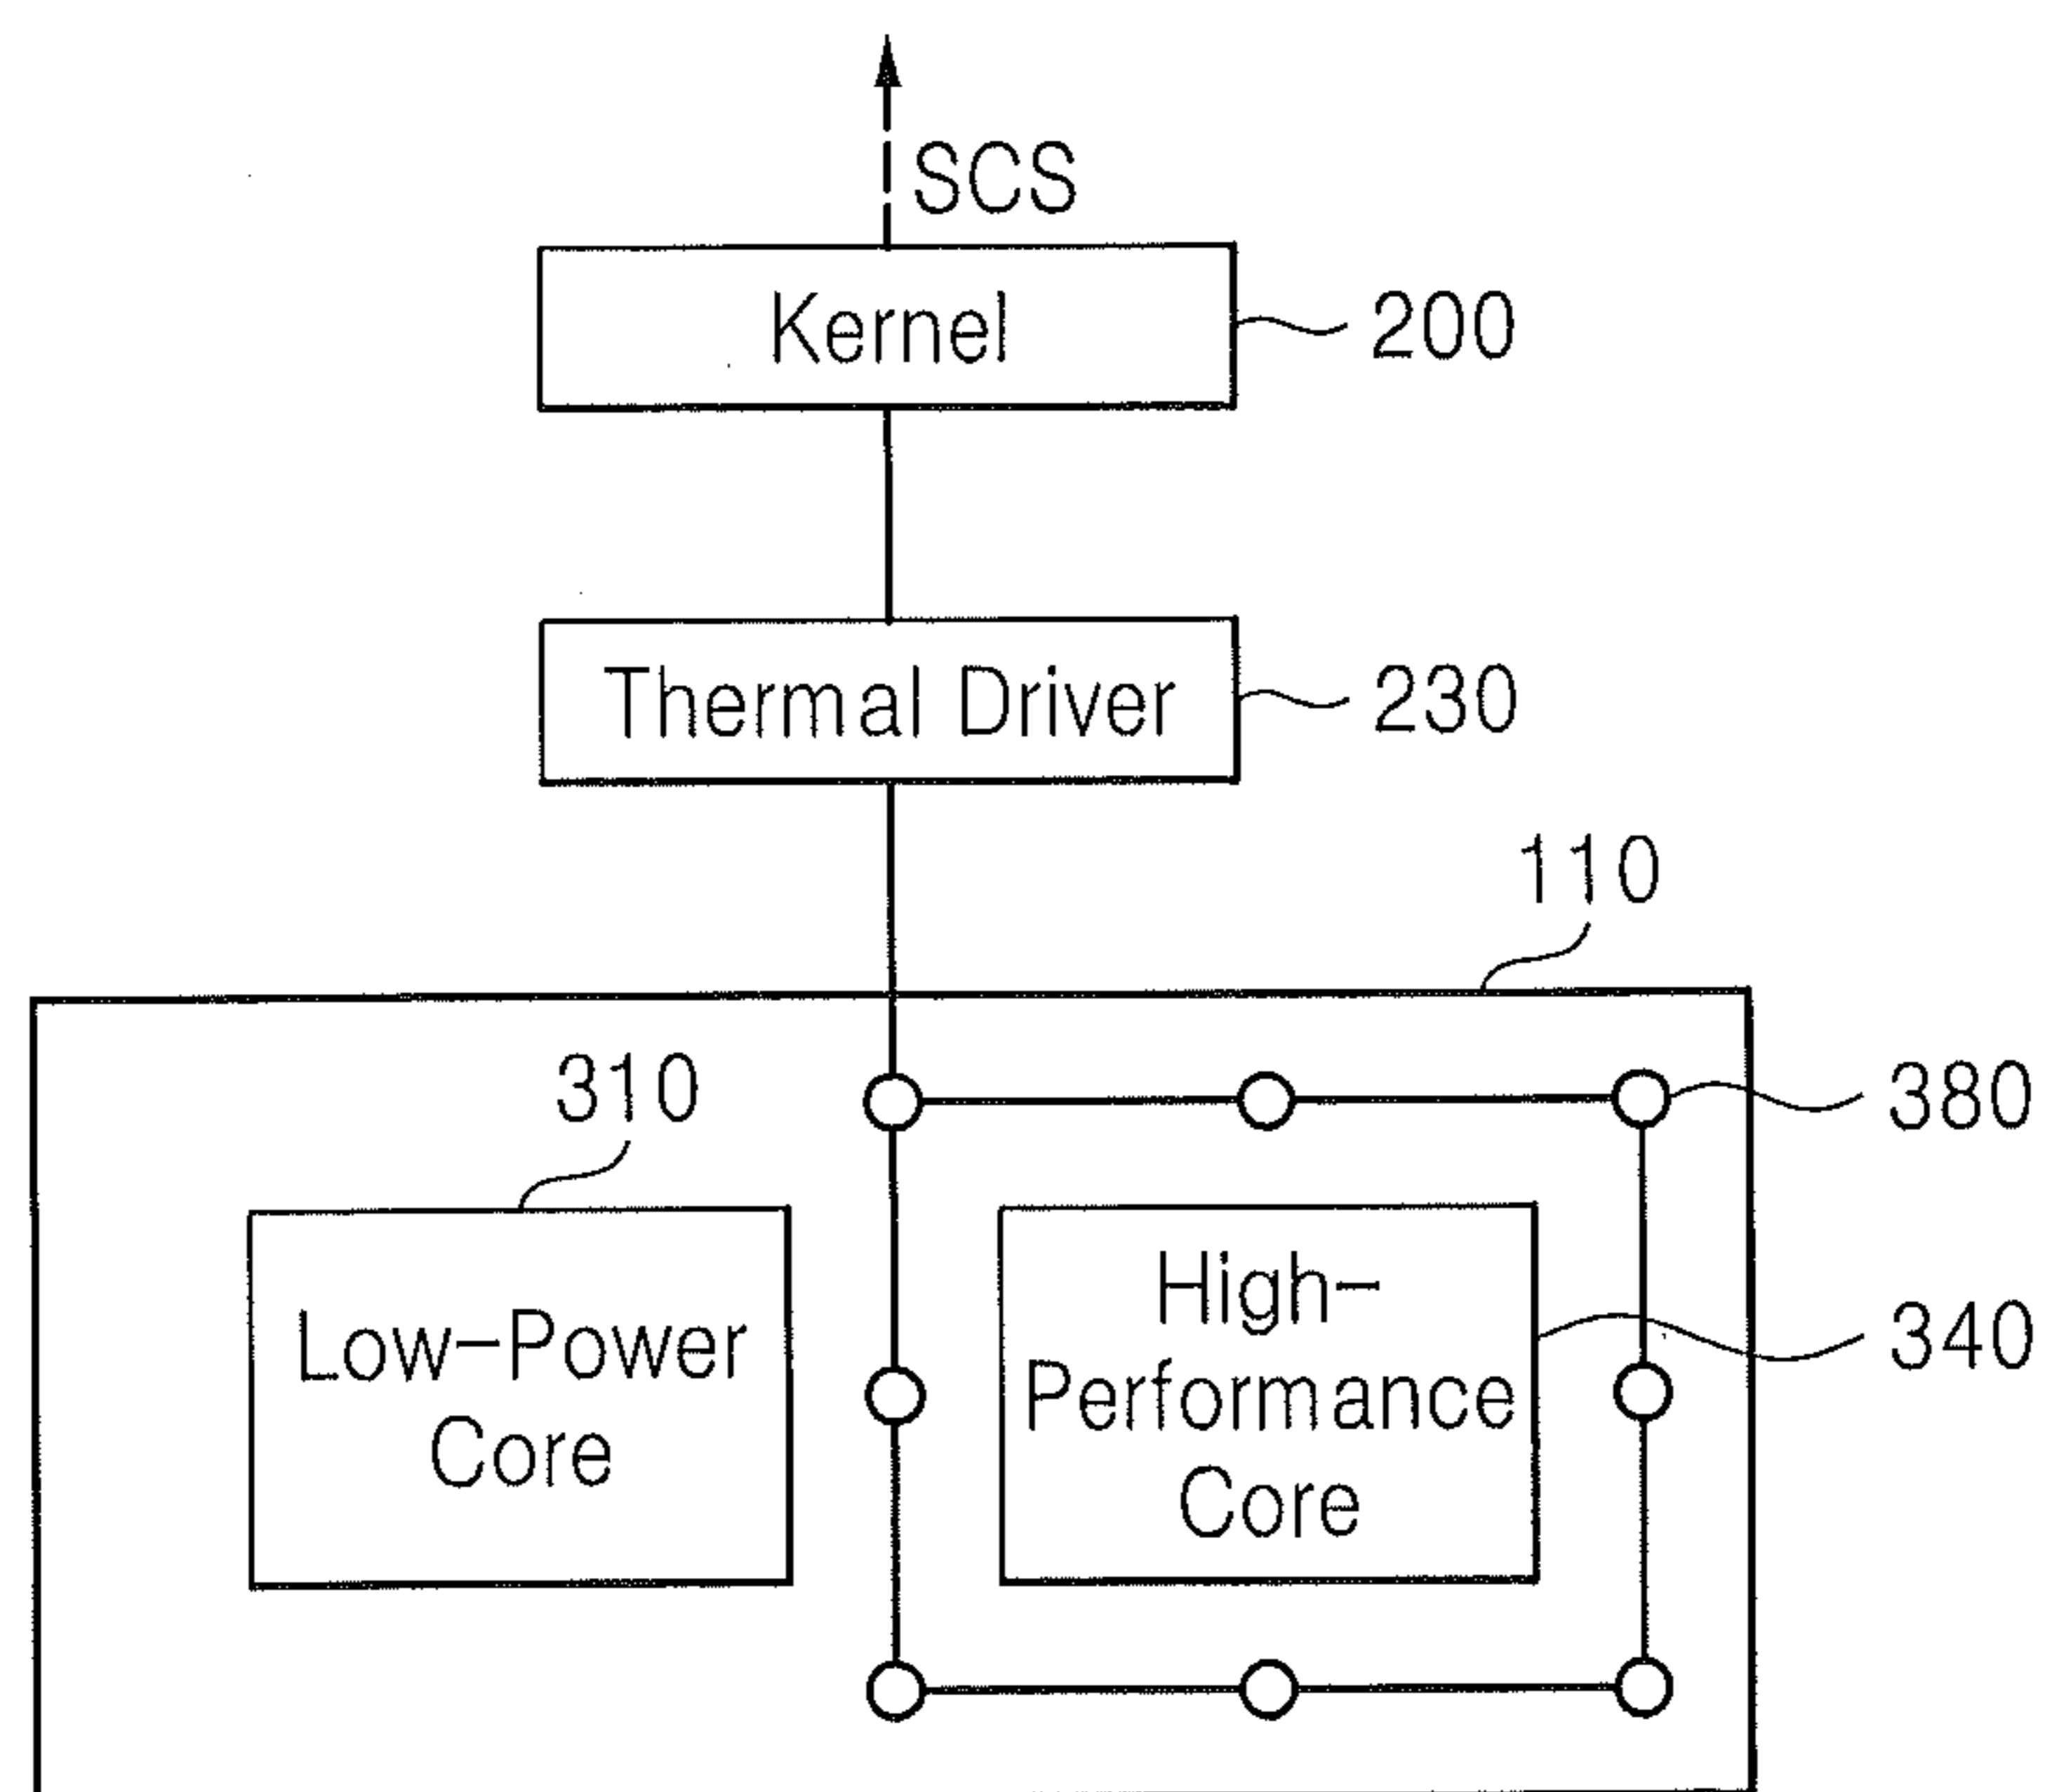 SCS
Kernel
200
Thermal Driver
230
110
310
380
Low-Power
Core
High-
Performance
Core
340